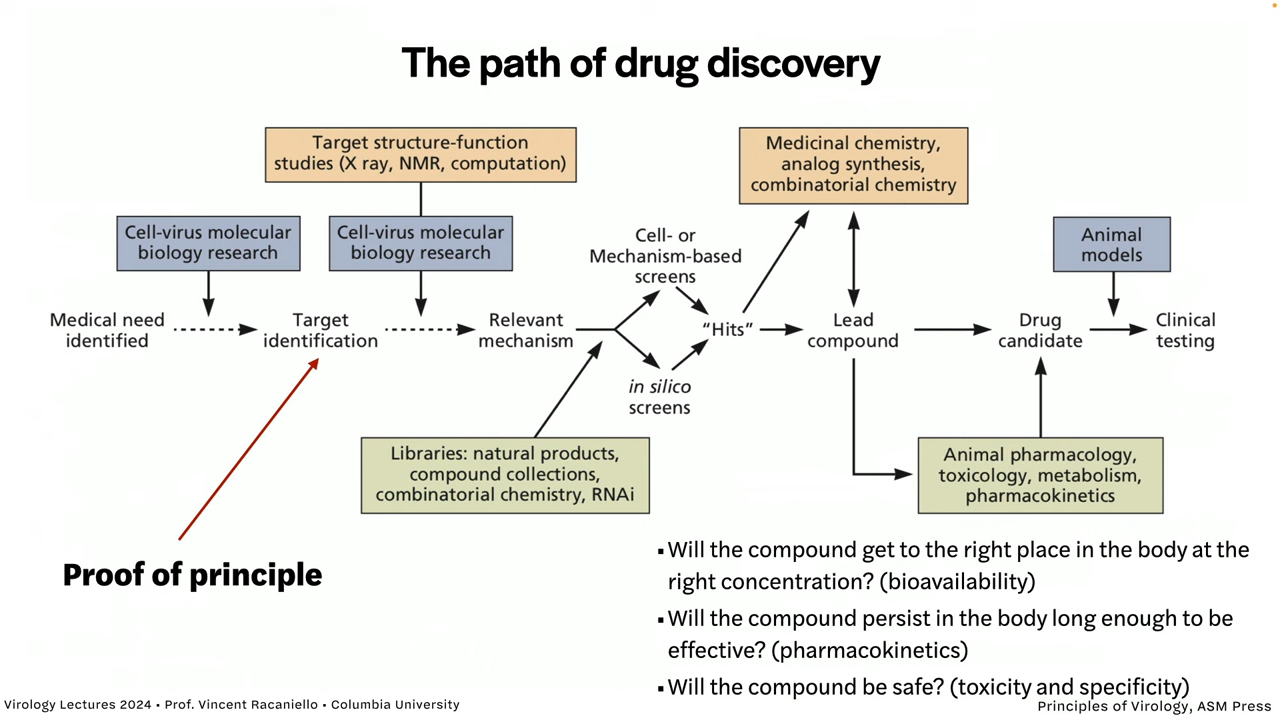 The path of drug discovery
Target structure-function
studies (X ray, NMR, computation)
Medicinal chemistry,
analog synthesis,
combinatorial chemistry
Cell-virus molecular
biology research
Cell-virus molecular
biology research
Cell- or
Mechanism-based
screens
Animal
models
Medical need
identified
Target
identification
Relevant
mechanism
“Hits”
Lead
compound
Drug
candidate
Clinical
testing
in silico
screens
Libraries: natural products,
compound collections,
combinatorial chemistry, RNAi
Animal pharmacology,
toxicology, metabolism,
pharmacokinetics
Proof of principle
▪ Will the compound get to the right place in the body at the
right concentration? (bioavailability)
▪ Will the compound persist in the body long enough to be
effective? (pharmacokinetics)
▪ Will the compound be safe? (toxicity and specificity)
Virology Lectures 2024 • Prof. Vincent Racaniello • Columbia University
Principles of Virology, ASM Press